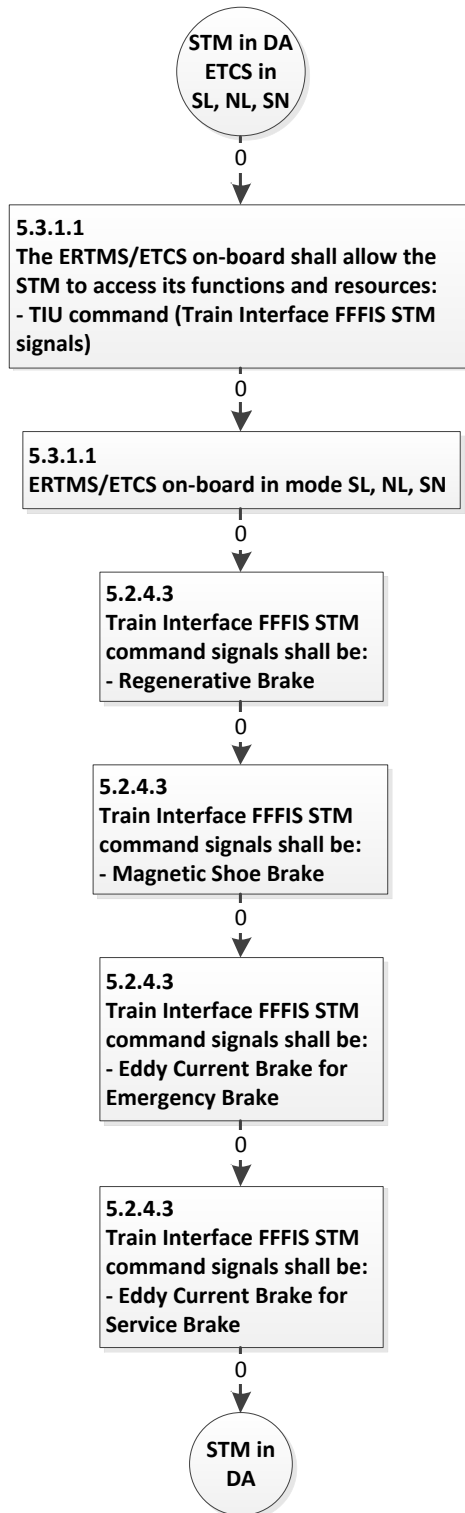 STM in DA
ETCS in
SL, NL, SN
0
5.3.1.1
The ERTMS/ETCS on-board shall allow the
STM to access its functions and resources:
- TIU command (Train Interface FFFIS STM
signals)
0
5.3.1.1
ERTMS/ETCS on-board in mode SL, NL, SN
0
5.2.4.3
Train Interface FFFIS STM
command signals shall be:
- Regenerative Brake
0
5.2.4.3
Train Interface FFFIS STM
command signals shall be:
- Magnetic Shoe Brake
0
5.2.4.3
Train Interface FFFIS STM
command signals shall be:
- Eddy Current Brake for
Emergency Brake
0
5.2.4.3
Train Interface FFFIS STM
command signals shall be:
- Eddy Current Brake for
Service Brake
0
STM in
DA